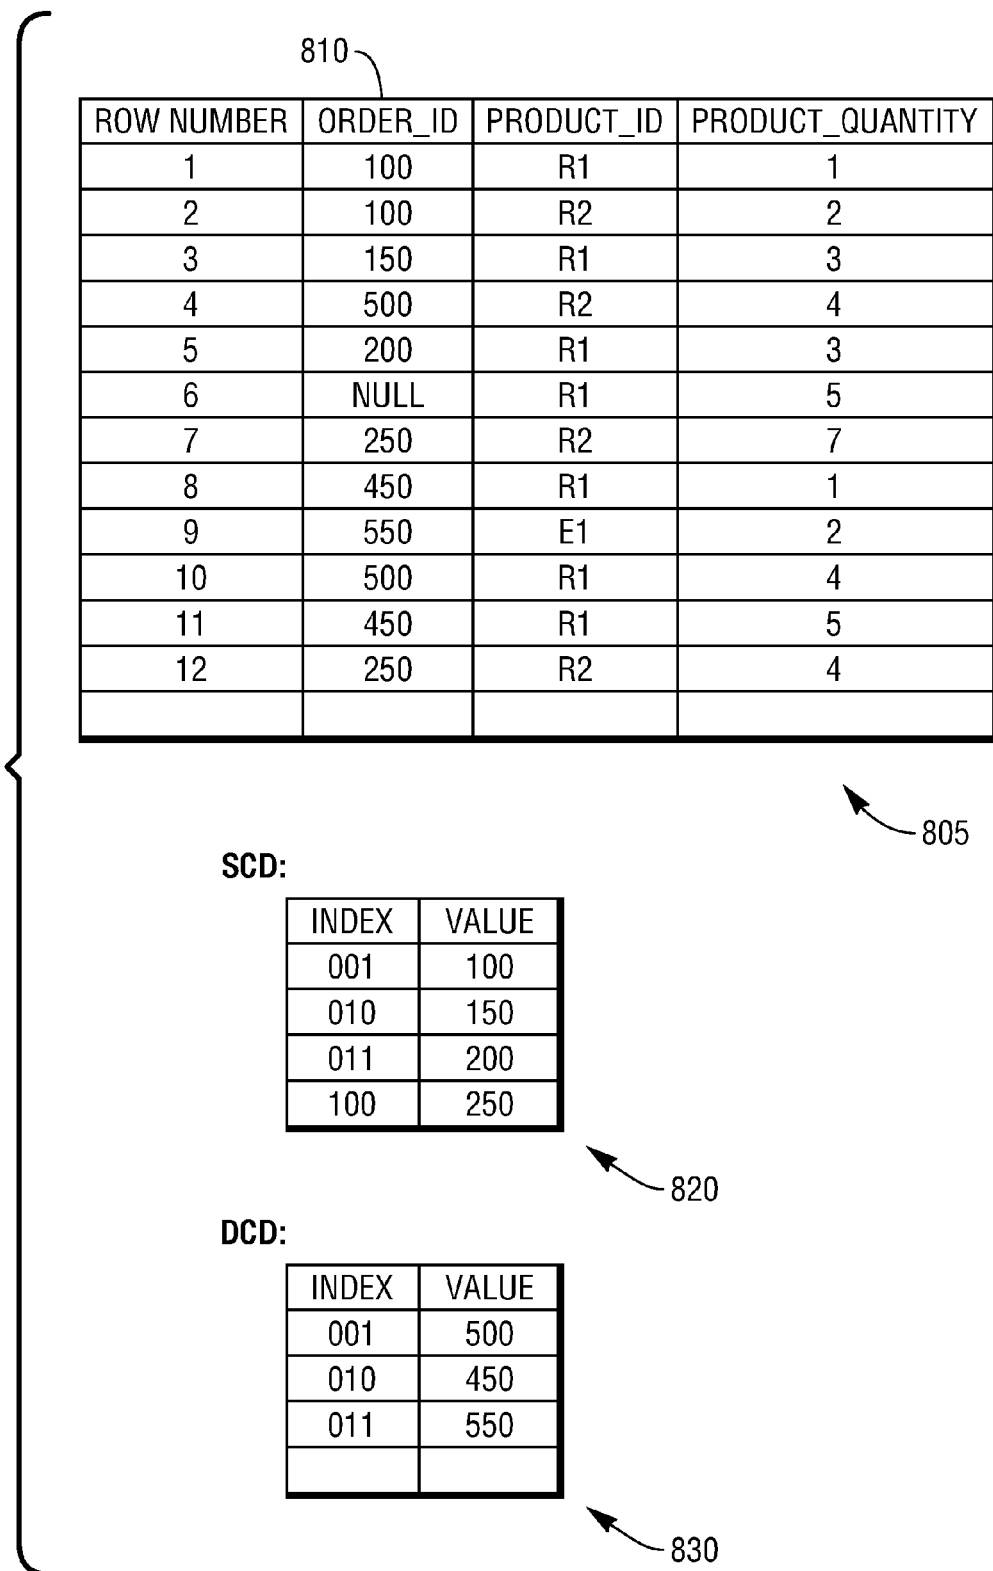 810
ROW NUMBER ORDER_ID PRODUCT_ID PRODUCT_QUANTITY
1 100 R1 1
2 100 R2 2
3 150 R1 3
4 500 R2 4
5 200 R1 3
6 NULL R1 5
7 250 R2 7
8 450 R1 1
9 550 E1 2
10 500 R1 4
11 450 R1 5
12 250 R2 4
805
SCD:
INDEX VALUE
001 100
010 150
011 200
100 250
820
DCD:
INDEX VALUE
001 500
010 450
011 550
830